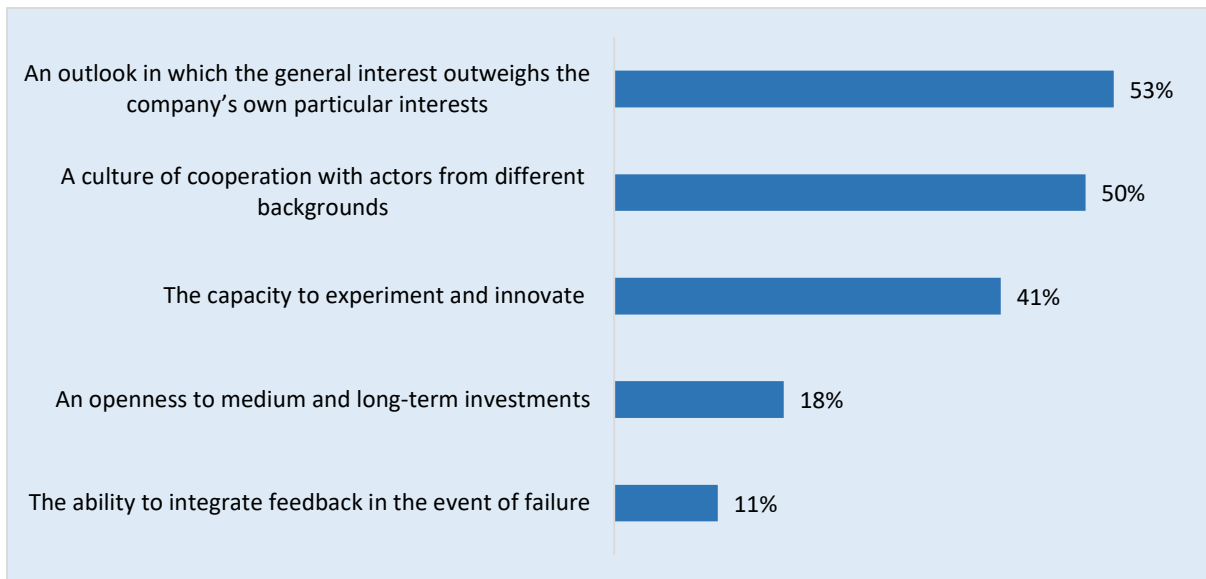 An outlook in which the general interest outweighs the
company’s own particular interests
53%
A culture of cooperation with actors from different
backgrounds
50%
The capacity to experiment and innovate
41%
An openness to medium and long-term investments
18%
The ability to integrate feedback in the event of failure
11%